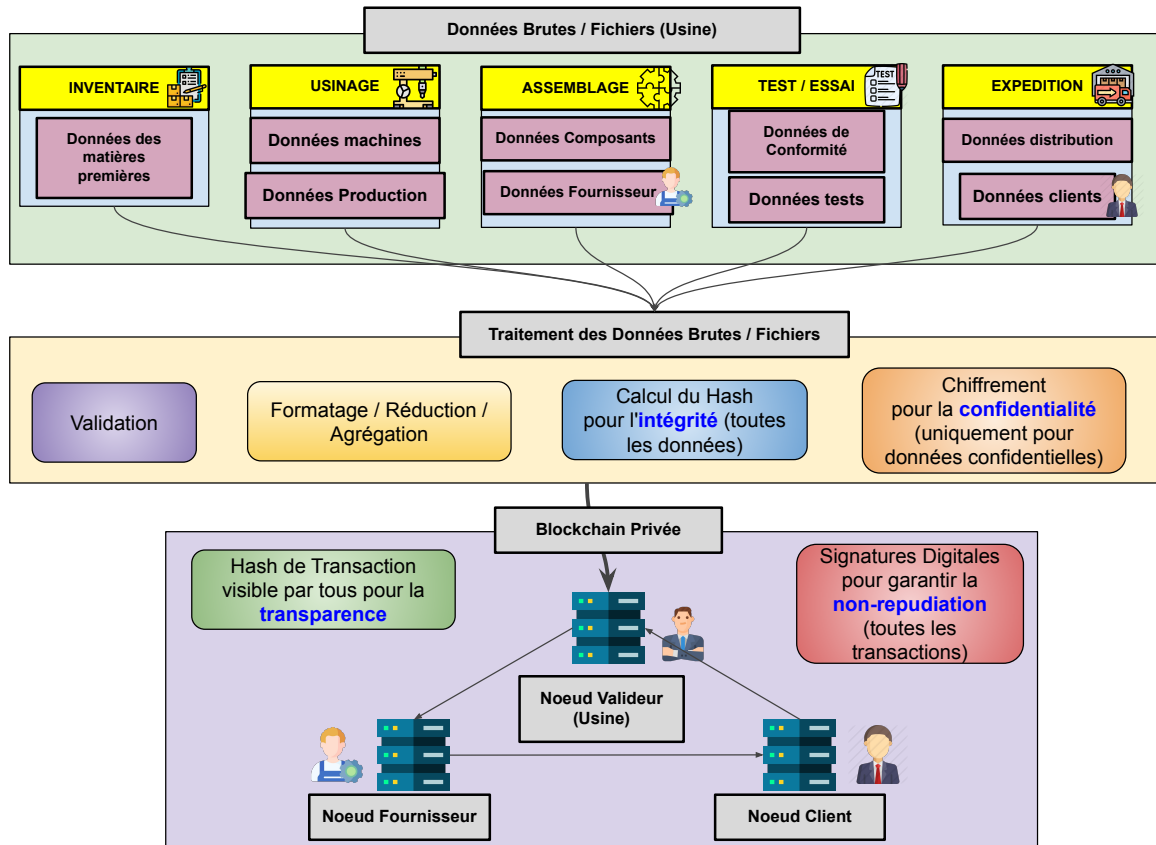 Données Brutes / Fichiers (Usine)
INVENTAIRE
USINAGE
ASSEMBLAGE
TEST / ESSAI
TEST
EXPEDITION
Données des
matières
premières
Données machines
Données Production
Données Composants
Données Fournisseur
Données de
Conformité
Données tests
Données distribution
Données clients
Traitement des Données Brutes / Fichiers
Validation
Formatage / Réduction /
Agrégation
Calcul du Hash
pour l'intégrité (toutes
les données)
Chiffrement
pour la confidentialité
(uniquement pour
données confidentielles)
Blockchain Privée
Hash de Transaction
visible par tous pour la
transparence
Signatures Digitales
pour garantir la
non-repudiation
(toutes les
transactions)
Noeud Valideur
(Usine)
Noeud Fournisseur
Noeud Client